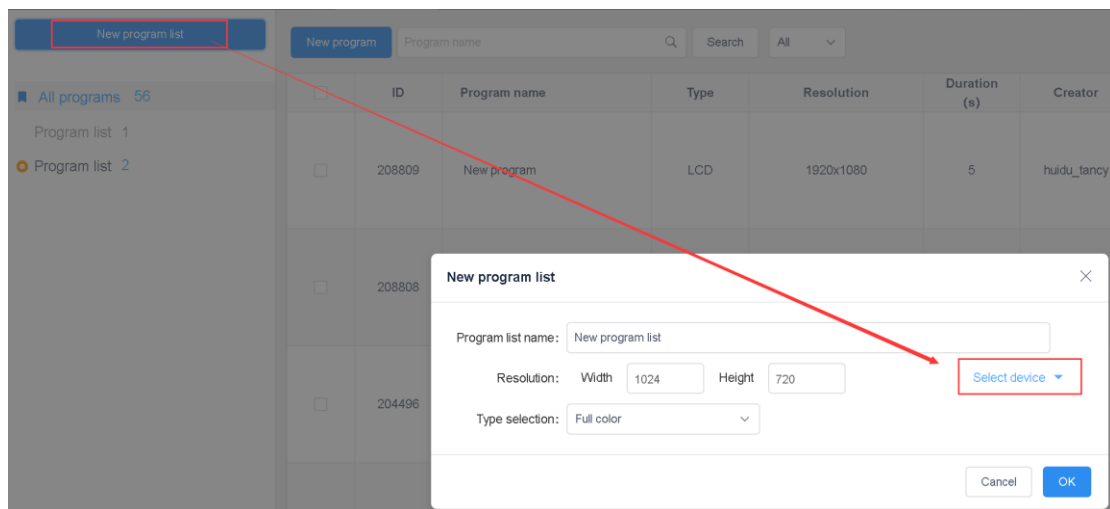 New program list
New program
Program name
Search
All
All programs 56
Program list 1
Program list 2
ID
Program name
Type
Resolution
Duration
(s)
Creator
208809
New program
LCD
1920x1080
5
huidu_tancy
208808
204496
New program list
Program list name: New program list
Resolution: Width 1024 Height 720 Select device
Type selection: Full color
Cancel
OK